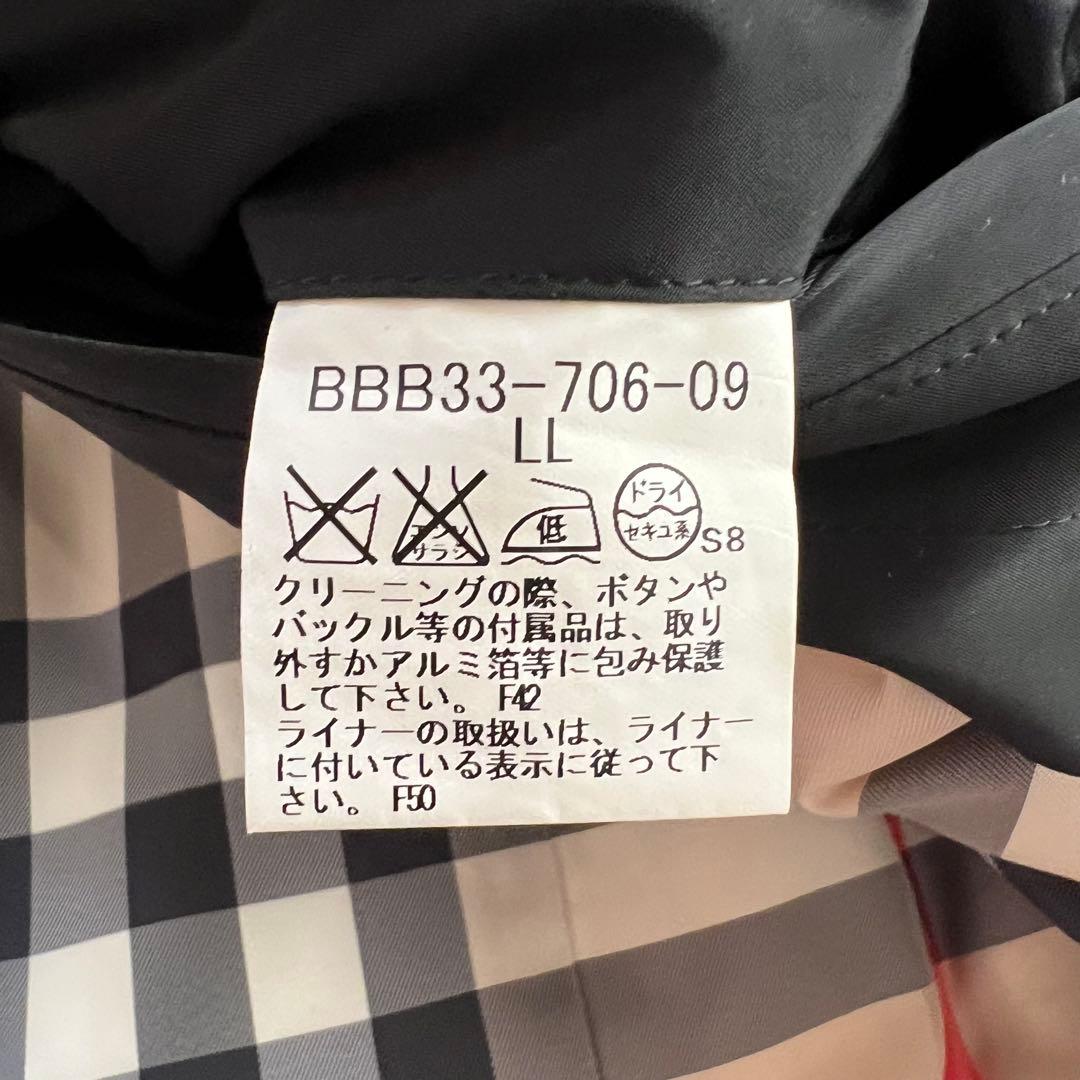 BBB33-706-09
LL
エンソ
サラシ
低
ドライ
セキユ系
S8
クリーニングの際、ボタンや
バックル等の付属品は、取り
外すかアルミ箔等に包み保護
して下さい。 F42
ライナーの取扱いは、ライナー
に付いている表示に従って下
さい。 F50